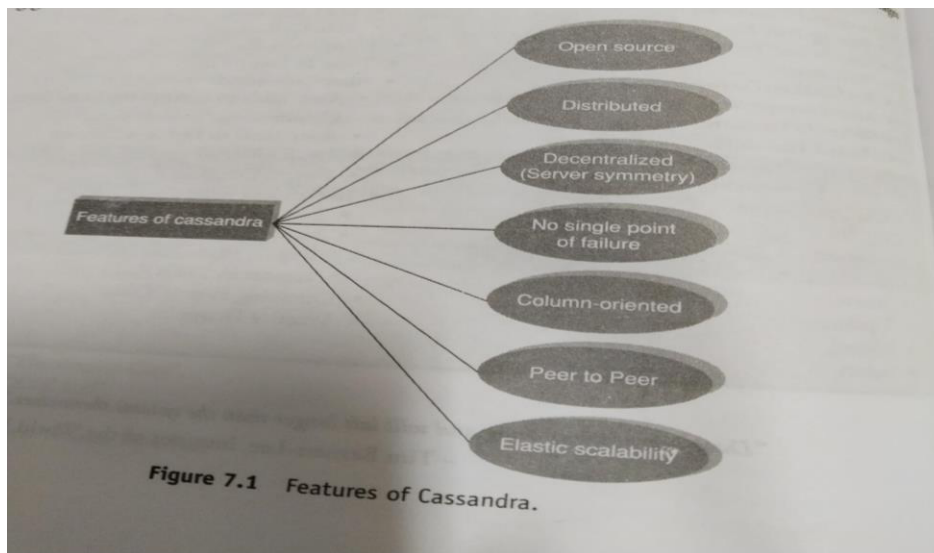 Open source
Distributed
Decentralized
(Server symmetry)
Features of cassandra
No single point
of failure
Column-oriented
Peer to Peer
Elastic scalability
Figure 7.1 Features of Cassandra.